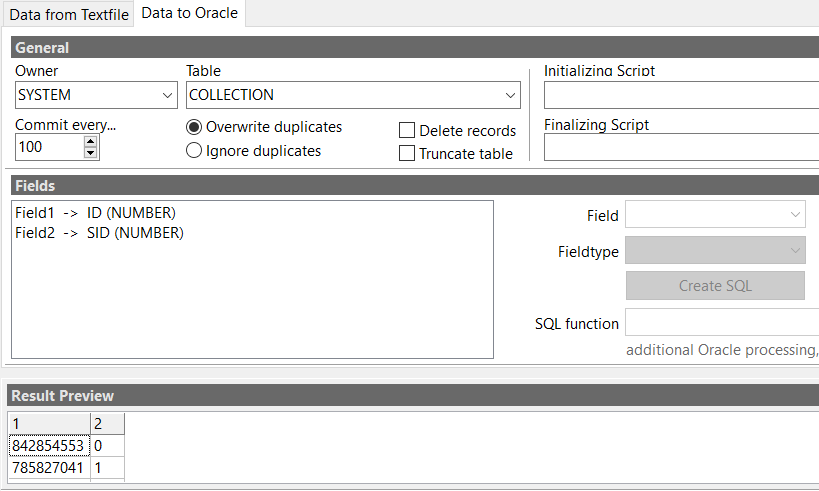 Data from Textfile Data to Oracle
General
Owner Table Initializing Script
SYSTEM COLLECTION
Commit every... Overwrite duplicates Delete records Finalizing Script
100 Ignore duplicates Truncate table
Fields
Field1 -> ID (NUMBER)
Field2 -> SID (NUMBER)
Field
Fieldtype
Create SQL
SQL function
additional Oracle processing,
Result Preview
1 2
842854553 0
785827041 1